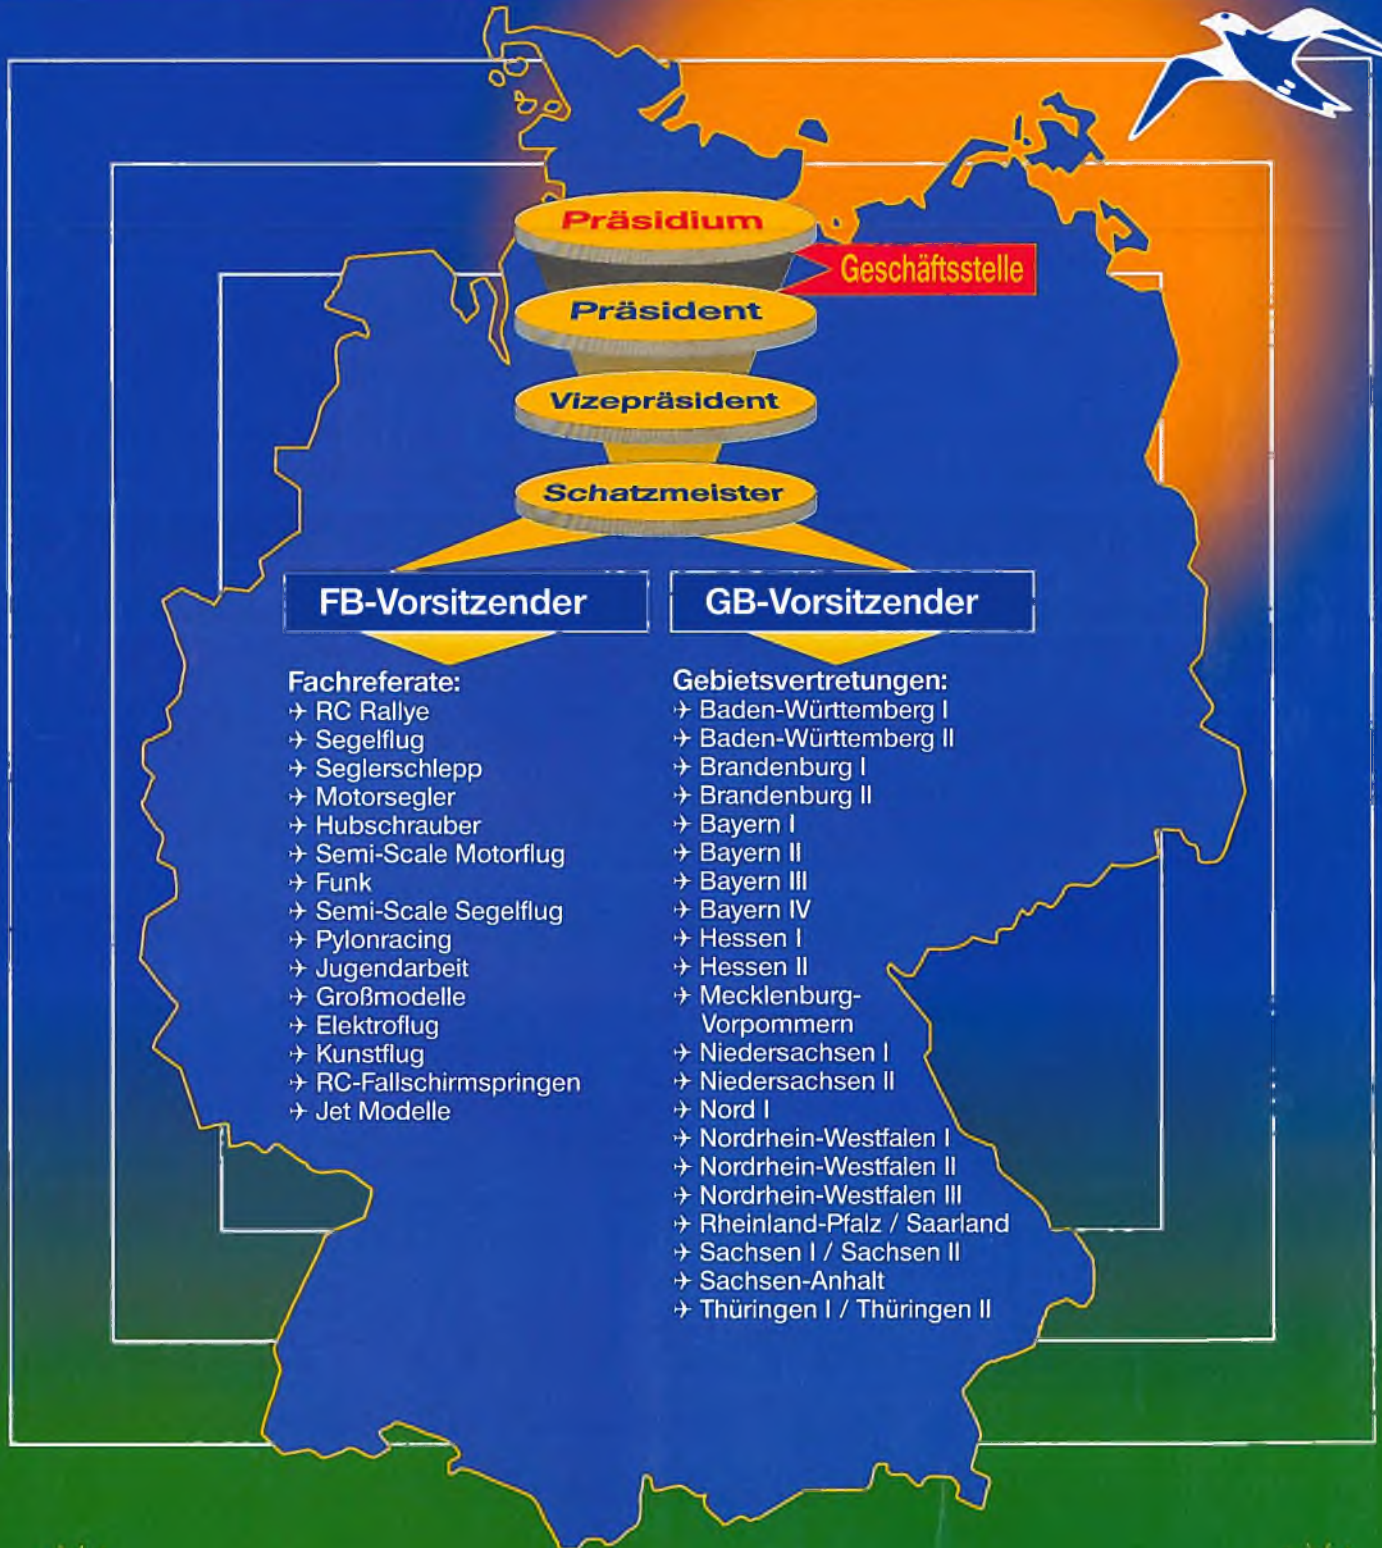 Präsidium
Geschäftsstelle
Präsident
Vizepräsident
Schatzmeister
FB-Vorsitzender
GB-Vorsitzender
Fachreferate:
RC Rallye
Segelflug
Seglerschlepp
Motorsegler
Hubschrauber
Semi-Scale Motorflug
Funk
Semi-Scale Segelflug
Pylonracing
Jugendarbeit
Großmodelle
Elektroflug
Kunstflug
RC-Fallschirmspringen
Jet Modelle
Gebietsvertretungen:
Baden-Württemberg I
Baden-Württemberg II
Brandenburg I
Brandenburg II
Bayern I
Bayern II
Bayern III
Bayern IV
Hessen I
Hessen II
Mecklenburg-
Vorpommern
Niedersachsen I
Niedersachsen II
Nord I
Nordrhein-Westfalen I
Nordrhein-Westfalen II
Nordrhein-Westfalen III
Rheinland-Pfalz / Saarland
Sachsen I / Sachsen II
Sachsen-Anhalt
Thüringen I / Thüringen II